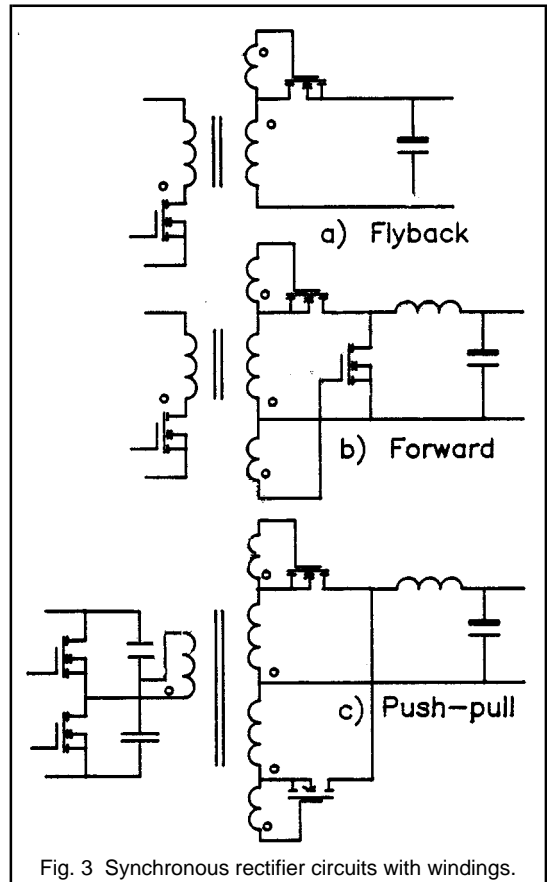 a) Flyback
b) Forward
c) Push-pull
Fig. 3 Synchronous rectifier circuits with windings.